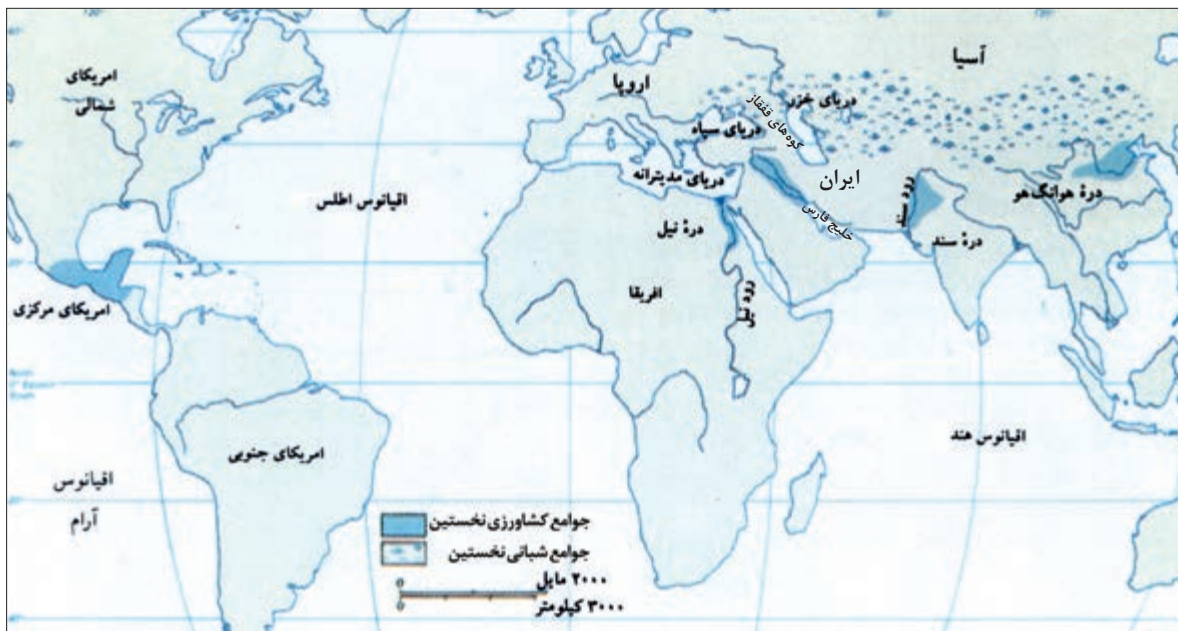 امریکای
شمالی
اروپا
آسیا
دریای خزر
کوه‌های قفقاز
دریای سیاه
دریای مدیترانه
ایران
خلیج فارس
رود سند
درهٔ سند
درهٔ هوانگ‌هو
اقیانوس اطلس
درهٔ نیل
رود نیل
افریقا
امریکای مرکزی
امریکای جنوبی
اقیانوس هند
اقیانوس
آرام
جوامع کشاورزی نخستین
جوامع شبانی نخستین
۲۰۰۰ مایل
۳۰۰۰ کیلومتر
0
0